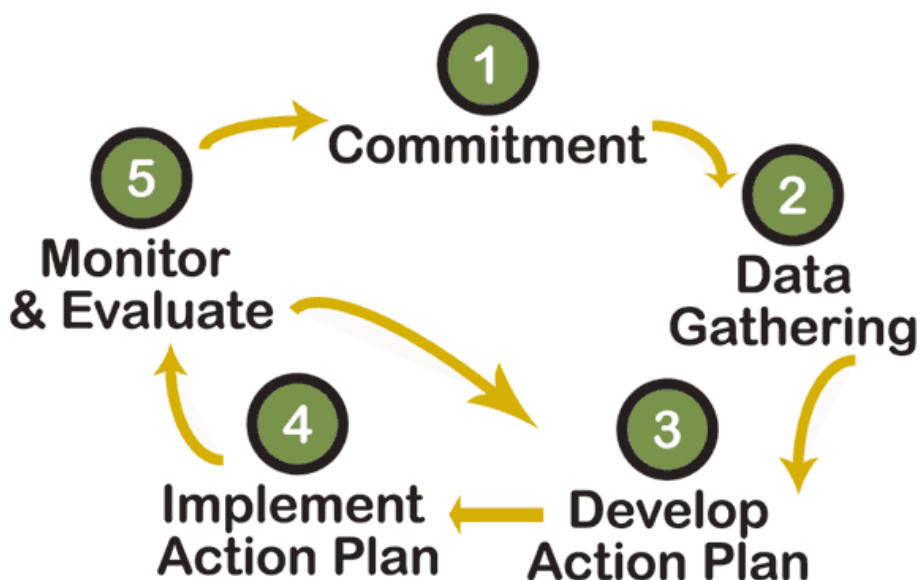 1
Commitment
2
Data
Gathering
3
Develop
Action Plan
4
Implement
Action Plan
5
Monitor
& Evaluate